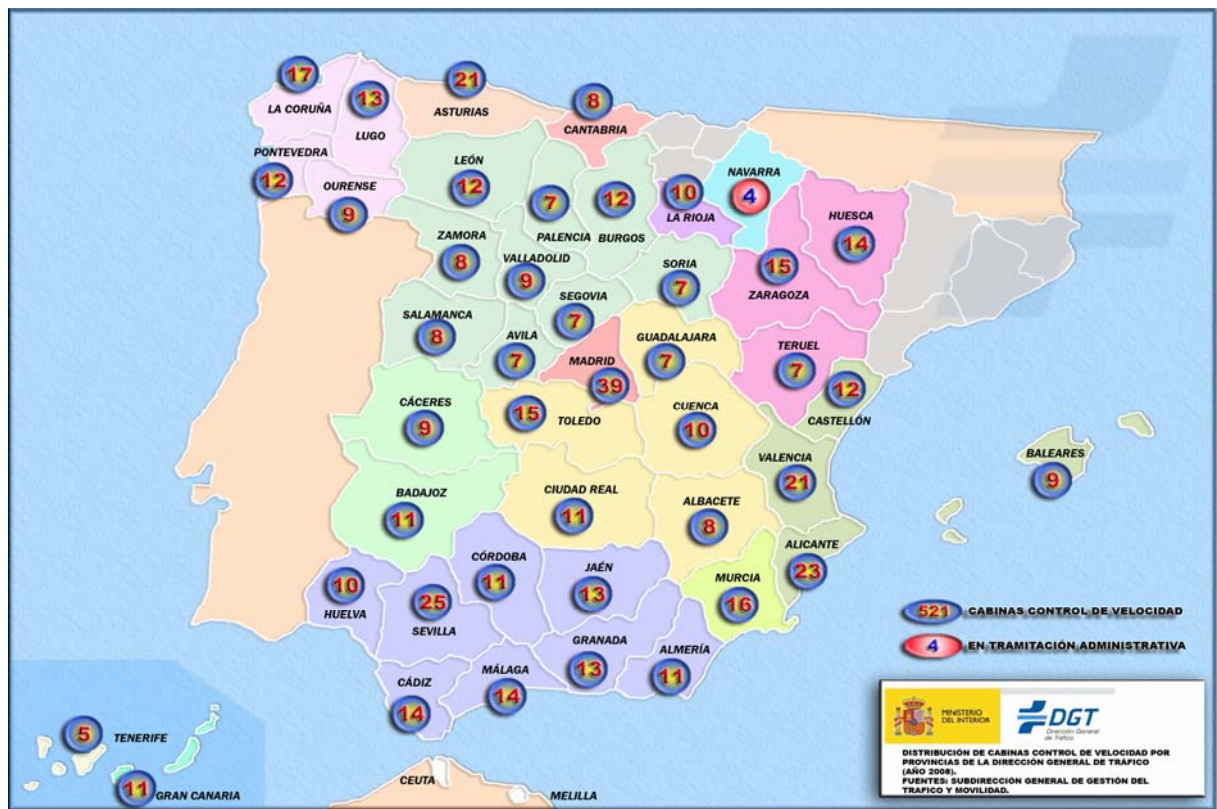 17
LA CORUÑA
13
LUGO
21
ASTURIAS
8
CANTABRIA
PONTEVEDRA
12
OURENSE
9
LEÓN
12
7
PALENCIA
12
BURGOS
10
LA RIOJA
NAVARRA
4
HUESCA
14
ZAMORA
8
VALLADOLID
9
SORIA
7
15
ZARAGOZA
SEGOVIA
7
SALAMANCA
8
AVILA
7
MADRID
39
GUADALAJARA
7
TERUEL
7
12
CASTELLÓN
CÁCERES
9
15
TOLEDO
CUENCA
10
VALENCIA
21
BALEARES
9
BADAJOZ
11
CIUDAD REAL
11
ALBACETE
8
ALICANTE
23
10
HUELVA
25
SEVILLA
CÓRDOBA
11
JAÉN
13
MURCIA
16
CÁDIZ
14
MÁLAGA
14
GRANADA
13
ALMERÍA
11
5
TENERIFE
11
GRAN CANARIA
CEUTA
MELILLA
521 CABINAS CONTROL DE VELOCIDAD
4 EN TRAMITACIÓN ADMINISTRATIVA
MINISTERIO
DEL INTERIOR
DGT
Dirección General
de Tráfico
DISTRIBUCIÓN DE CABINAS CONTROL DE VELOCIDAD POR
PROVINCIAS DE LA DIRECCIÓN GENERAL DE TRÁFICO
(AÑO 2008).
FUENTES: SUBDIRECCIÓN GENERAL DE GESTIÓN DEL
TRAFICO Y MOVILIDAD.